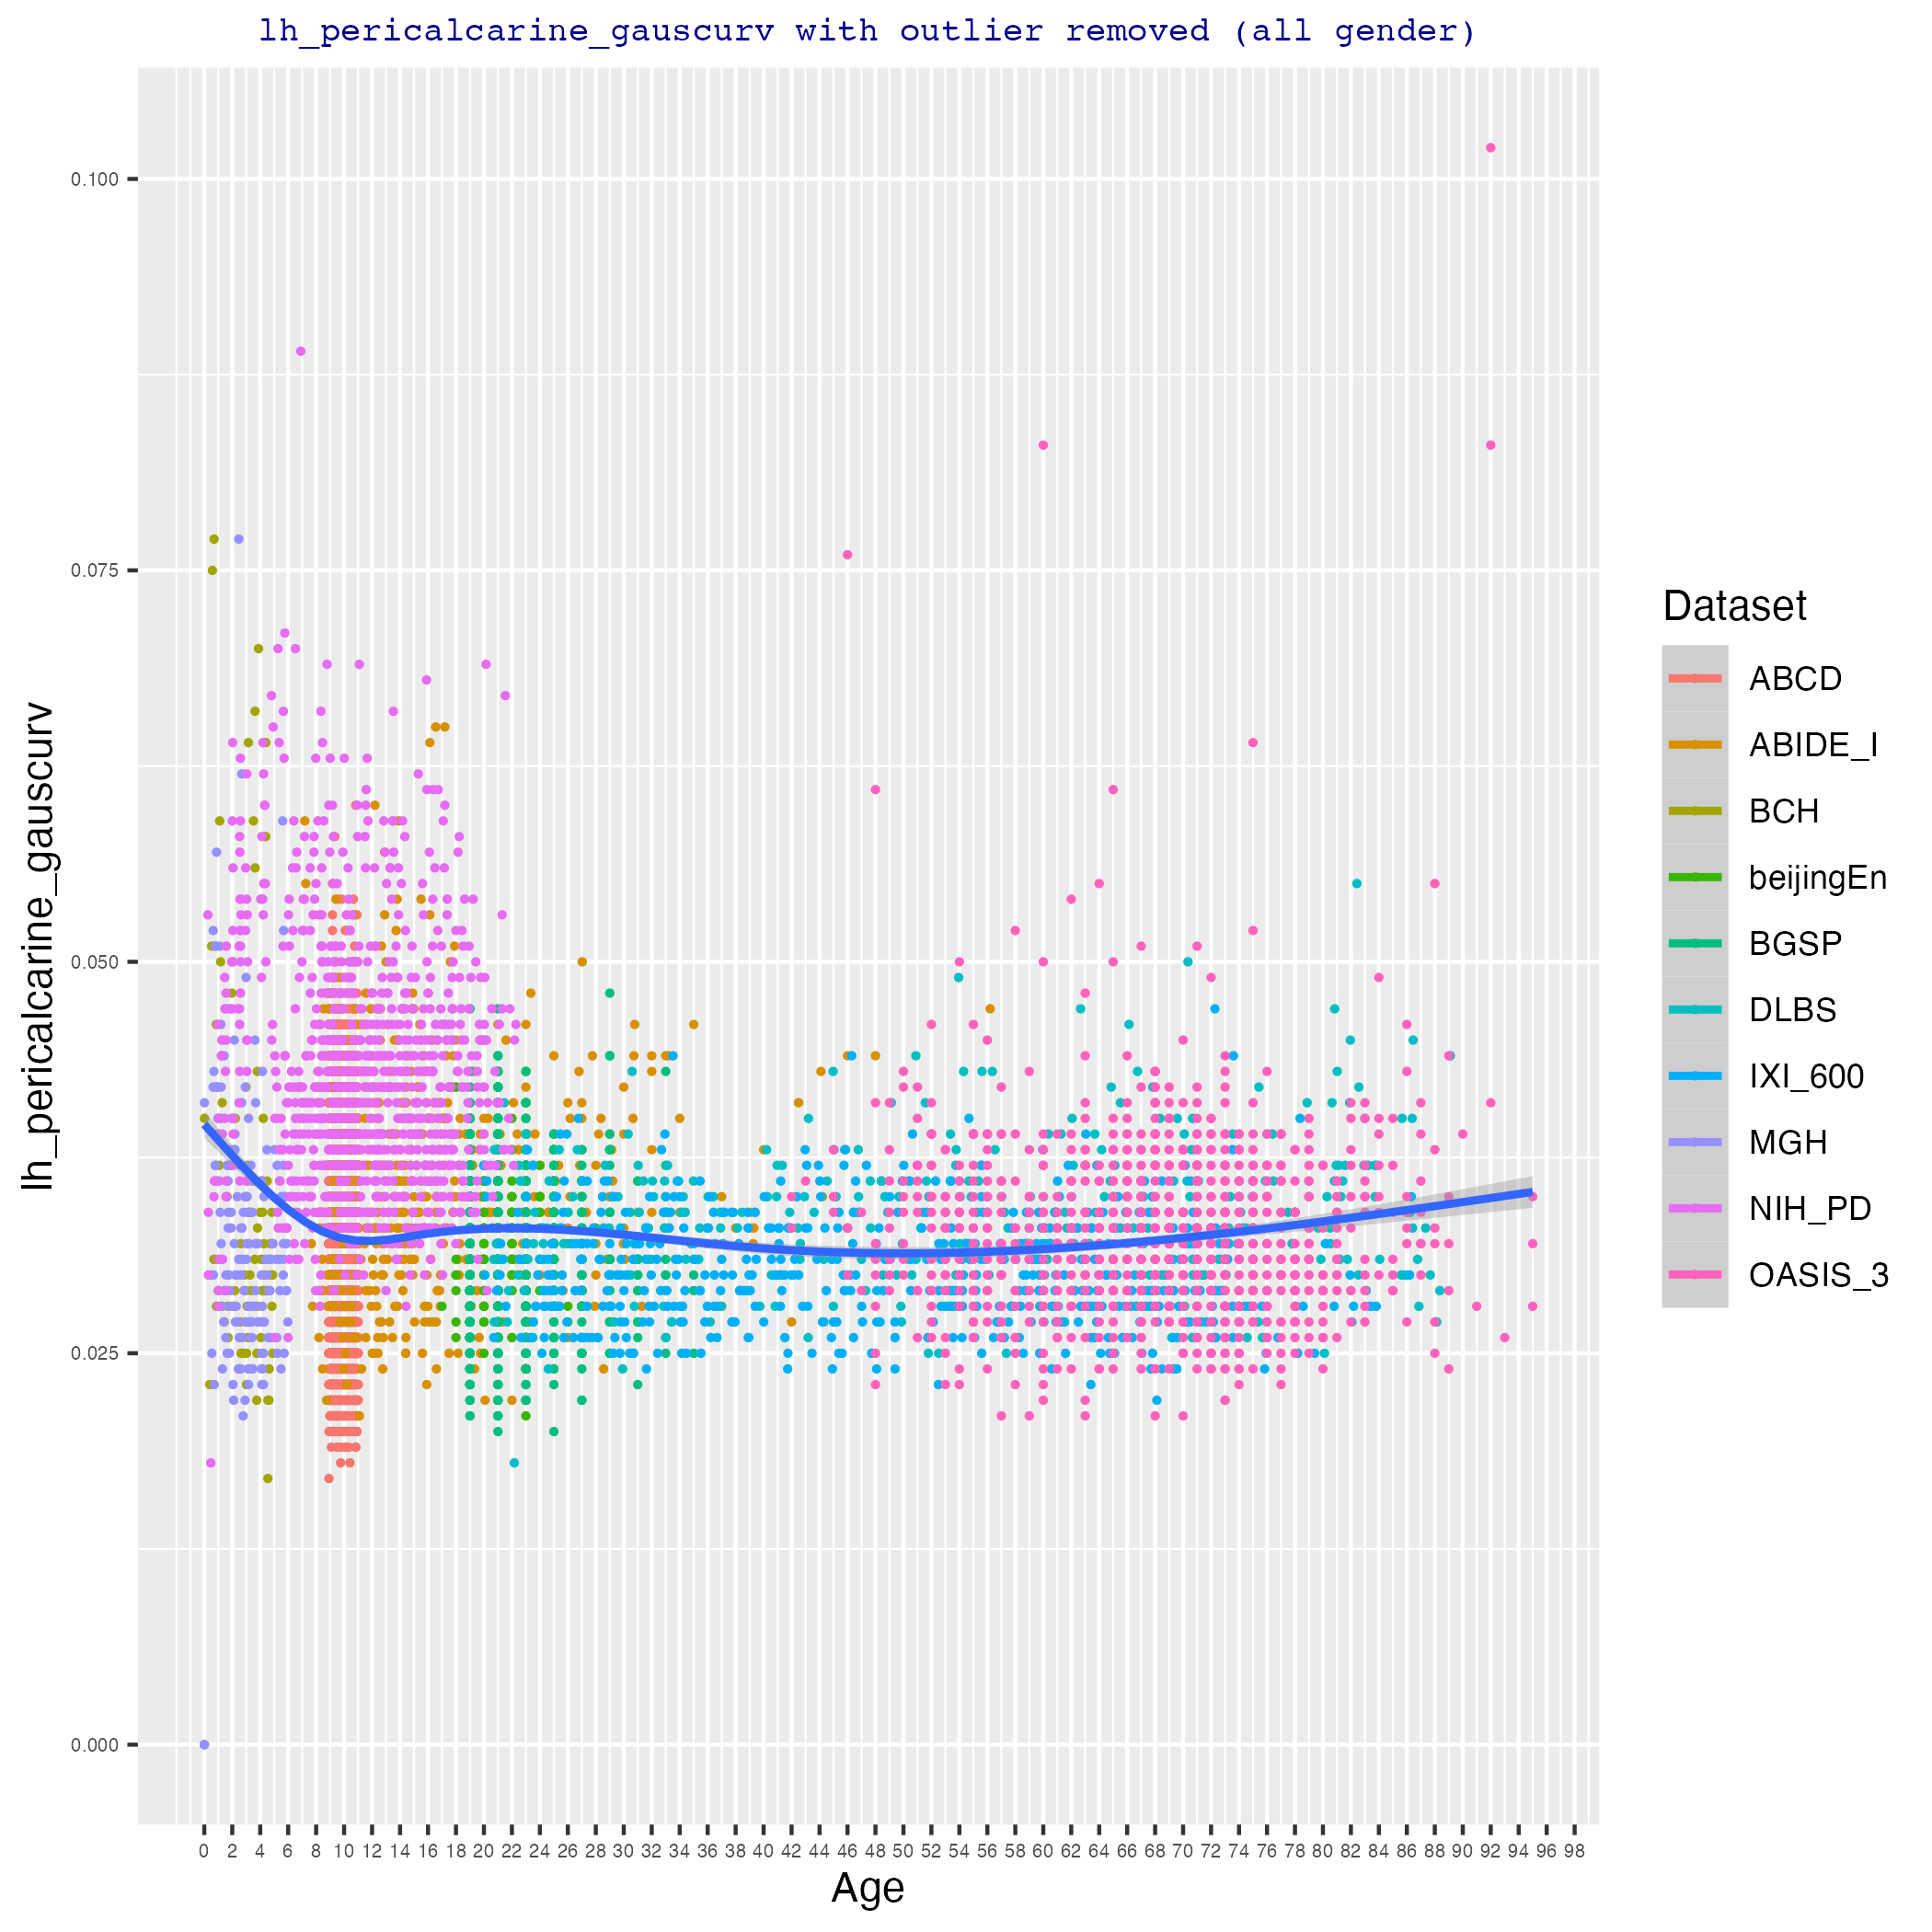 lh_pericalcarine_gauscurv with outlier removed (all gender)
lh_pericalcarine_gauscurv
0.100
0.075
0.050
0.025
0.000
0 2 4 6 8 10 12 14 16 18 20 22 24 26 28 30 32 34 36 38 40 42 44 46 48 50 52 54 56 58 60 62 64 66 68 70 72 74 76 78 80 82 84 86 88 90 92 94 96 98
Age
Dataset
ABCD
ABIDE_I
BCH
beijingEn
BGSP
DLBS
IXI_600
MGH
NIH_PD
OASIS_3